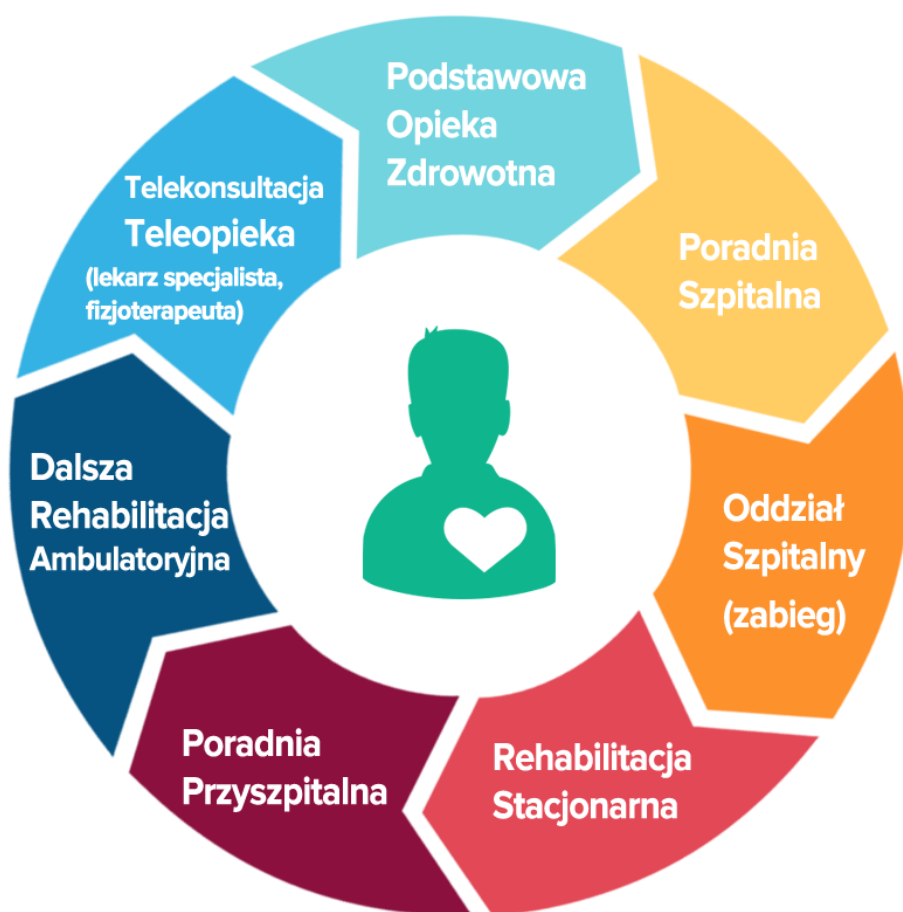 Podstawowa
Opieka
Zdrowotna
Poradnia
Szpitalna
Oddział
Szpitalny
(zabieg)
Rehabilitacja
Stacjonarna
Poradnia
Przyszpitalna
Dalsza
Rehabilitacja
Ambulatoryjna
Telekonsultacja
Teleopieka
(lekarz specjalista,
fizjoterapeuta)